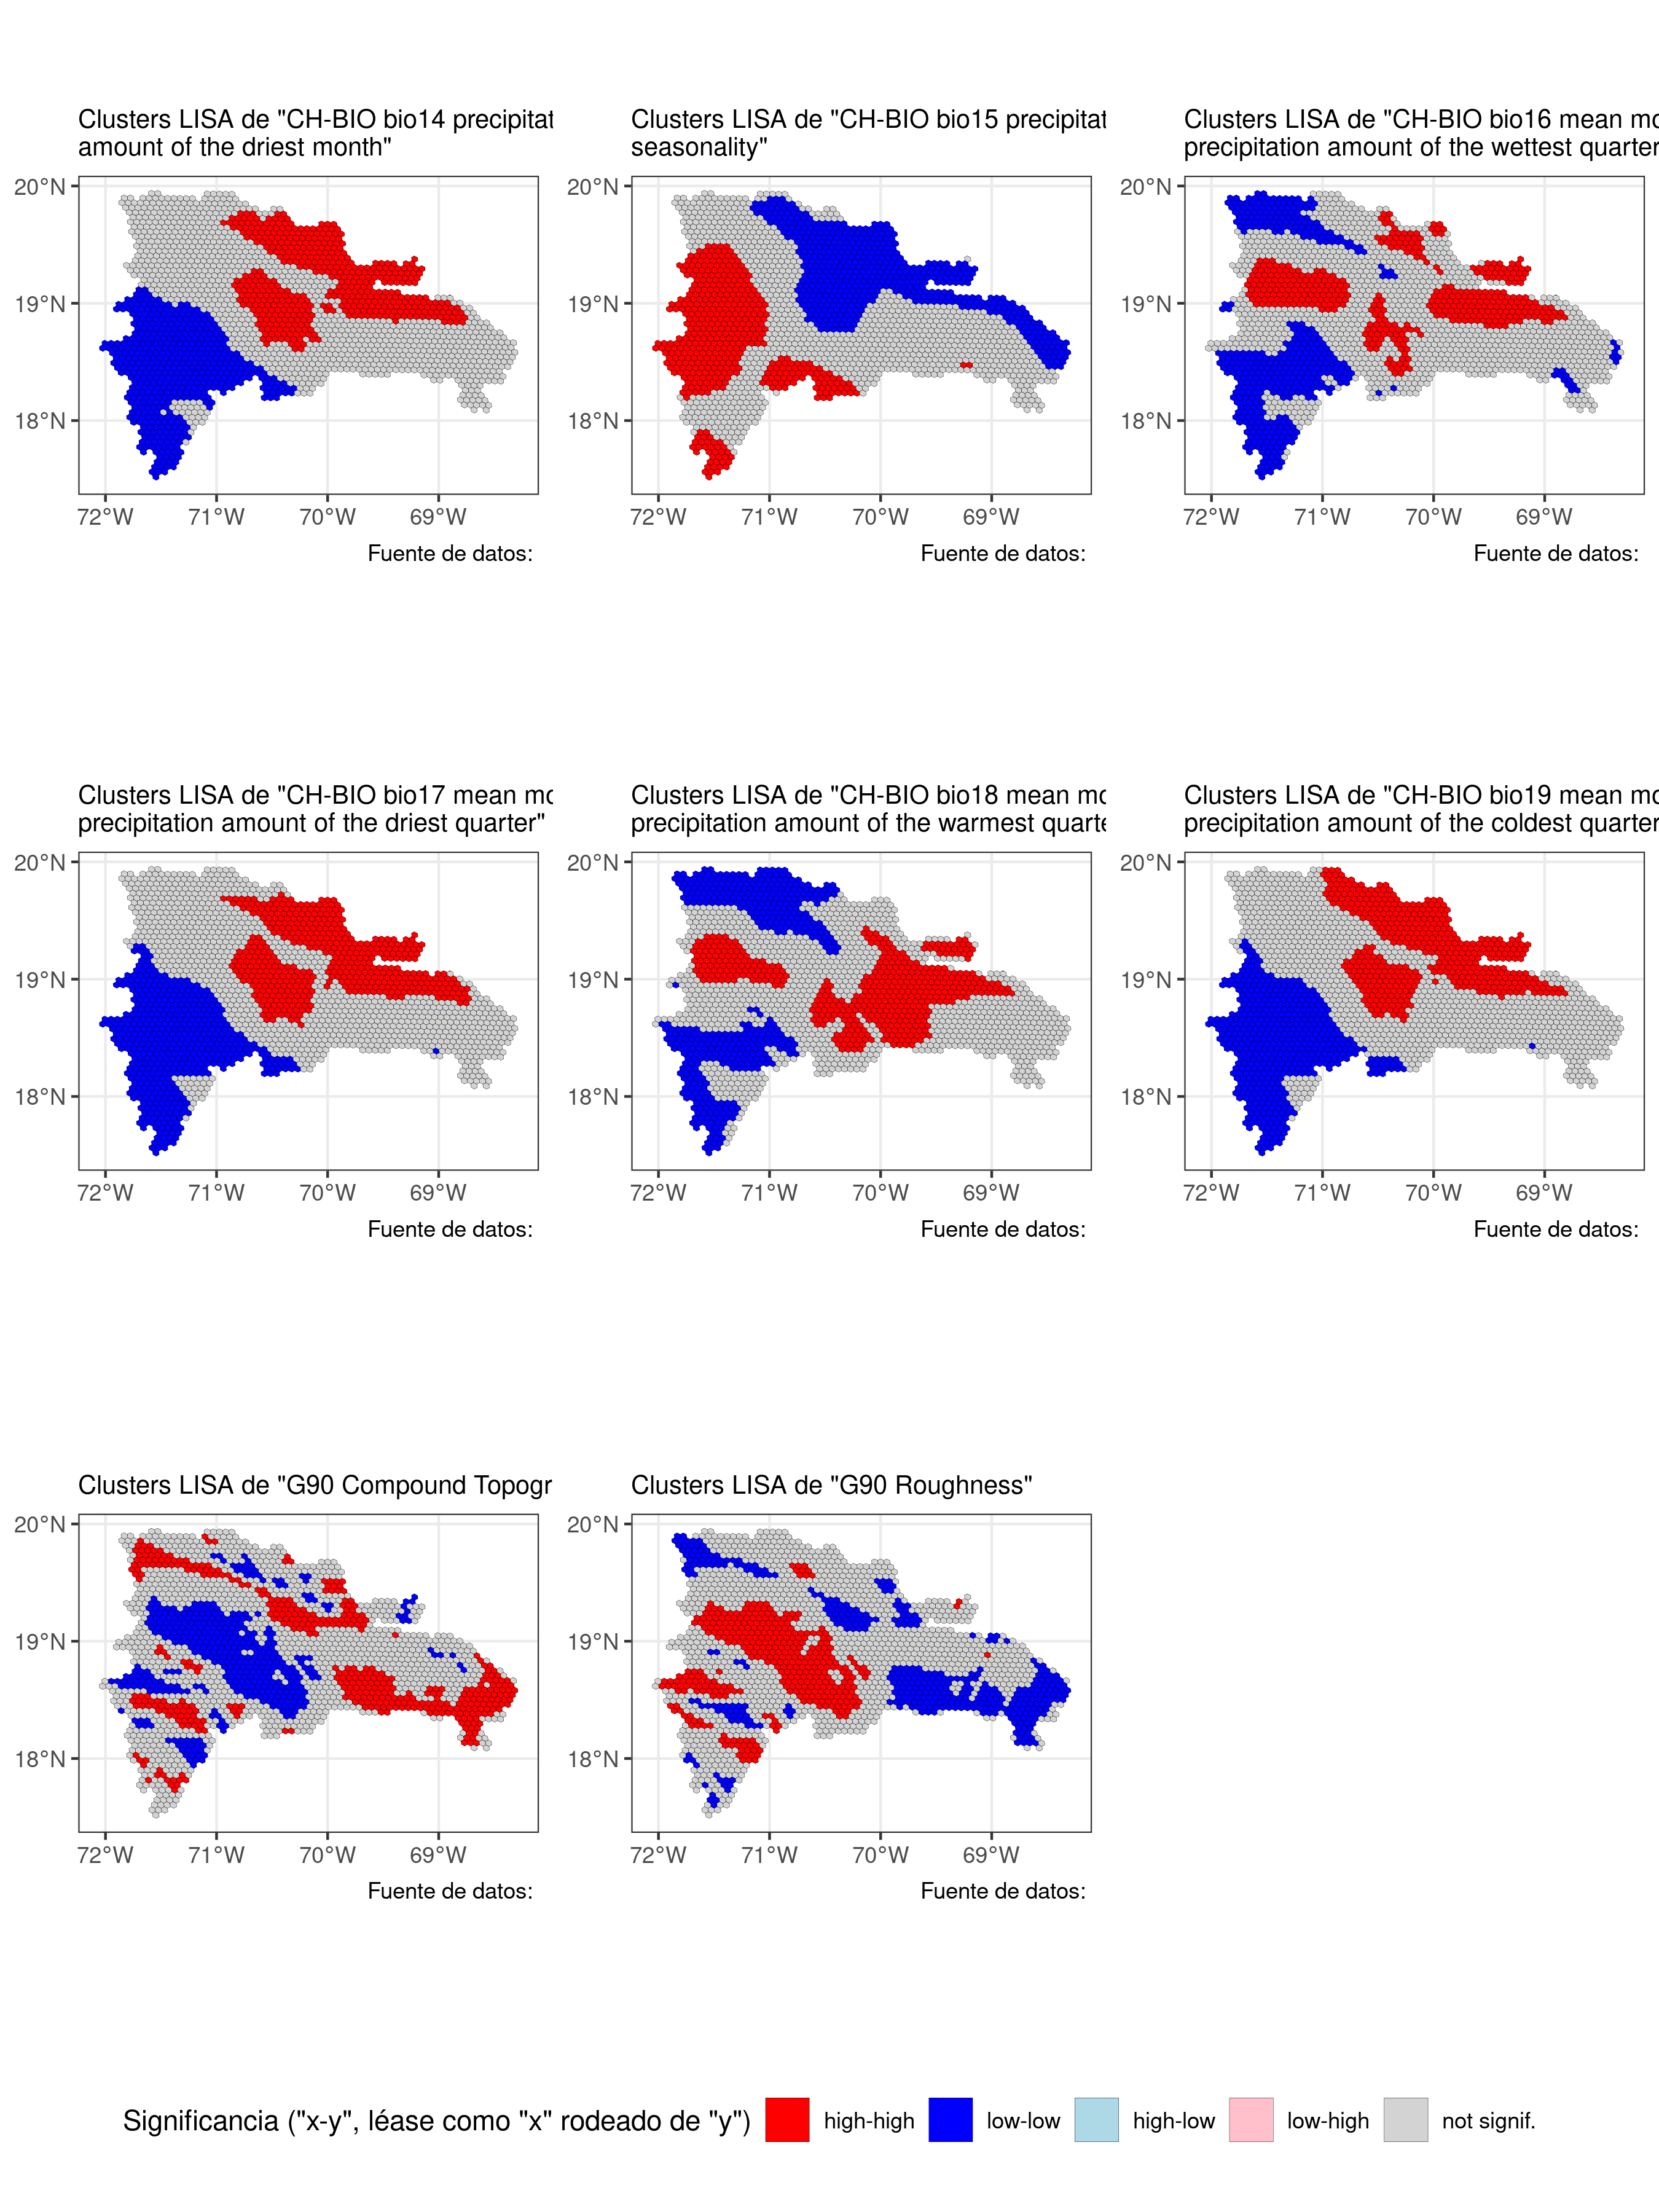 Clusters LISA de "CH-BIO bio14 precipitat
amount of the driest month"
Clusters LISA de "CH-BIO bio15 precipitat
seasonality"
Clusters LISA de "CH-BIO bio16 mean mo
precipitation amount of the wettest quarter
20°N
19°N
18°N
72°W 71°W 70°W 69°W
Fuente de datos:
20°N
19°N
18°N
72°W 71°W 70°W 69°W
Fuente de datos:
20°N
19°N
18°N
72°W 71°W 70°W 69°W
Fuente de datos:
Clusters LISA de "CH-BIO bio17 mean mo
precipitation amount of the driest quarter"
Clusters LISA de "CH-BIO bio18 mean mo
precipitation amount of the warmest quarte
Clusters LISA de "CH-BIO bio19 mean mo
precipitation amount of the coldest quarter
20°N
19°N
18°N
72°W 71°W 70°W 69°W
Fuente de datos:
20°N
19°N
18°N
72°W 71°W 70°W 69°W
Fuente de datos:
20°N
19°N
18°N
72°W 71°W 70°W 69°W
Fuente de datos:
Clusters LISA de "G90 Compound Topogr
Clusters LISA de "G90 Roughness"
20°N
19°N
18°N
72°W 71°W 70°W 69°W
Fuente de datos:
20°N
19°N
18°N
72°W 71°W 70°W 69°W
Fuente de datos:
Significancia ("x-y", léase como "x" rodeado de "y") high-high low-low high-low low-high not signif.